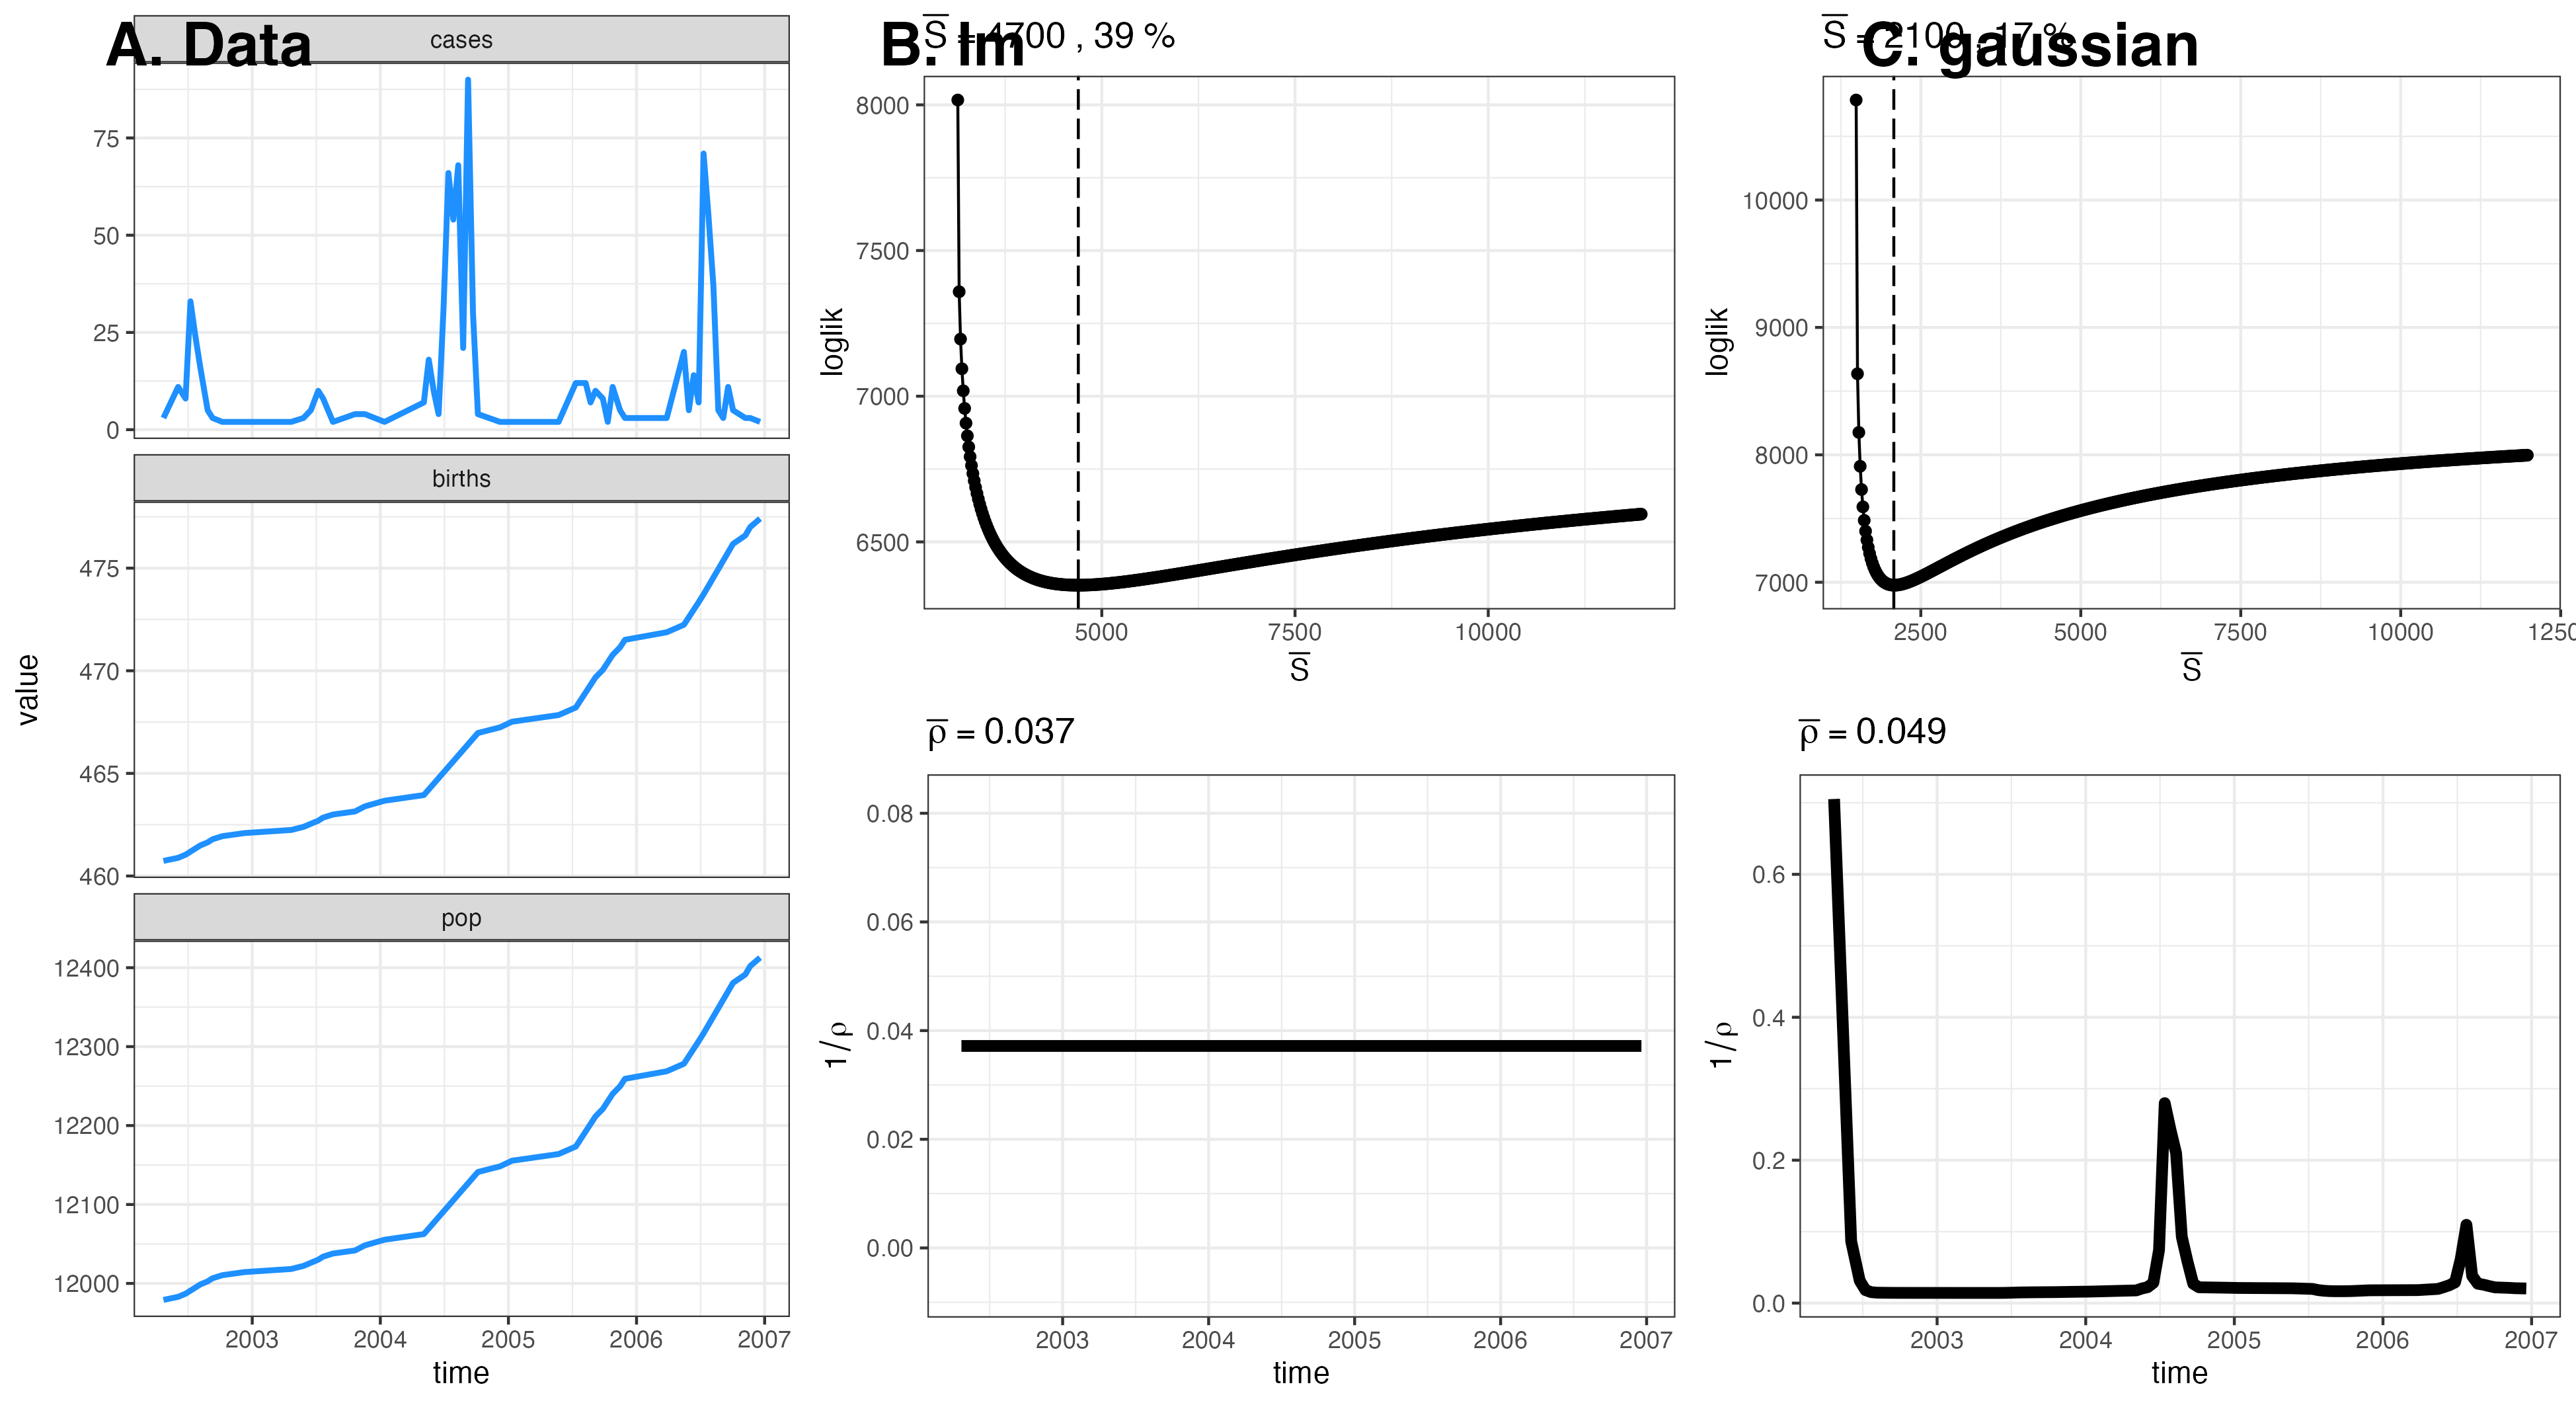 A. Data
cases
75
50
25
0
births
475
470
465
460
pop
12400
12300
12200
12100
12000
value
2003 2004 2005 2006 2007
time
B. lm
S̅ = 4700 , 39 %
8000
7500
7000
6500
loglik
5000 7500 10000
S̅
ρ̅ = 0.037
0.08
0.06
0.04
0.02
0.00
1/ρ
2003 2004 2005 2006 2007
time
C. gaussian
S̅ = 2100 , 17 %
10000
9000
8000
7000
loglik
2500 5000 7500 10000 1250
S̅
ρ̅ = 0.049
0.6
0.4
0.2
0.0
1/ρ
2003 2004 2005 2006 2007
time